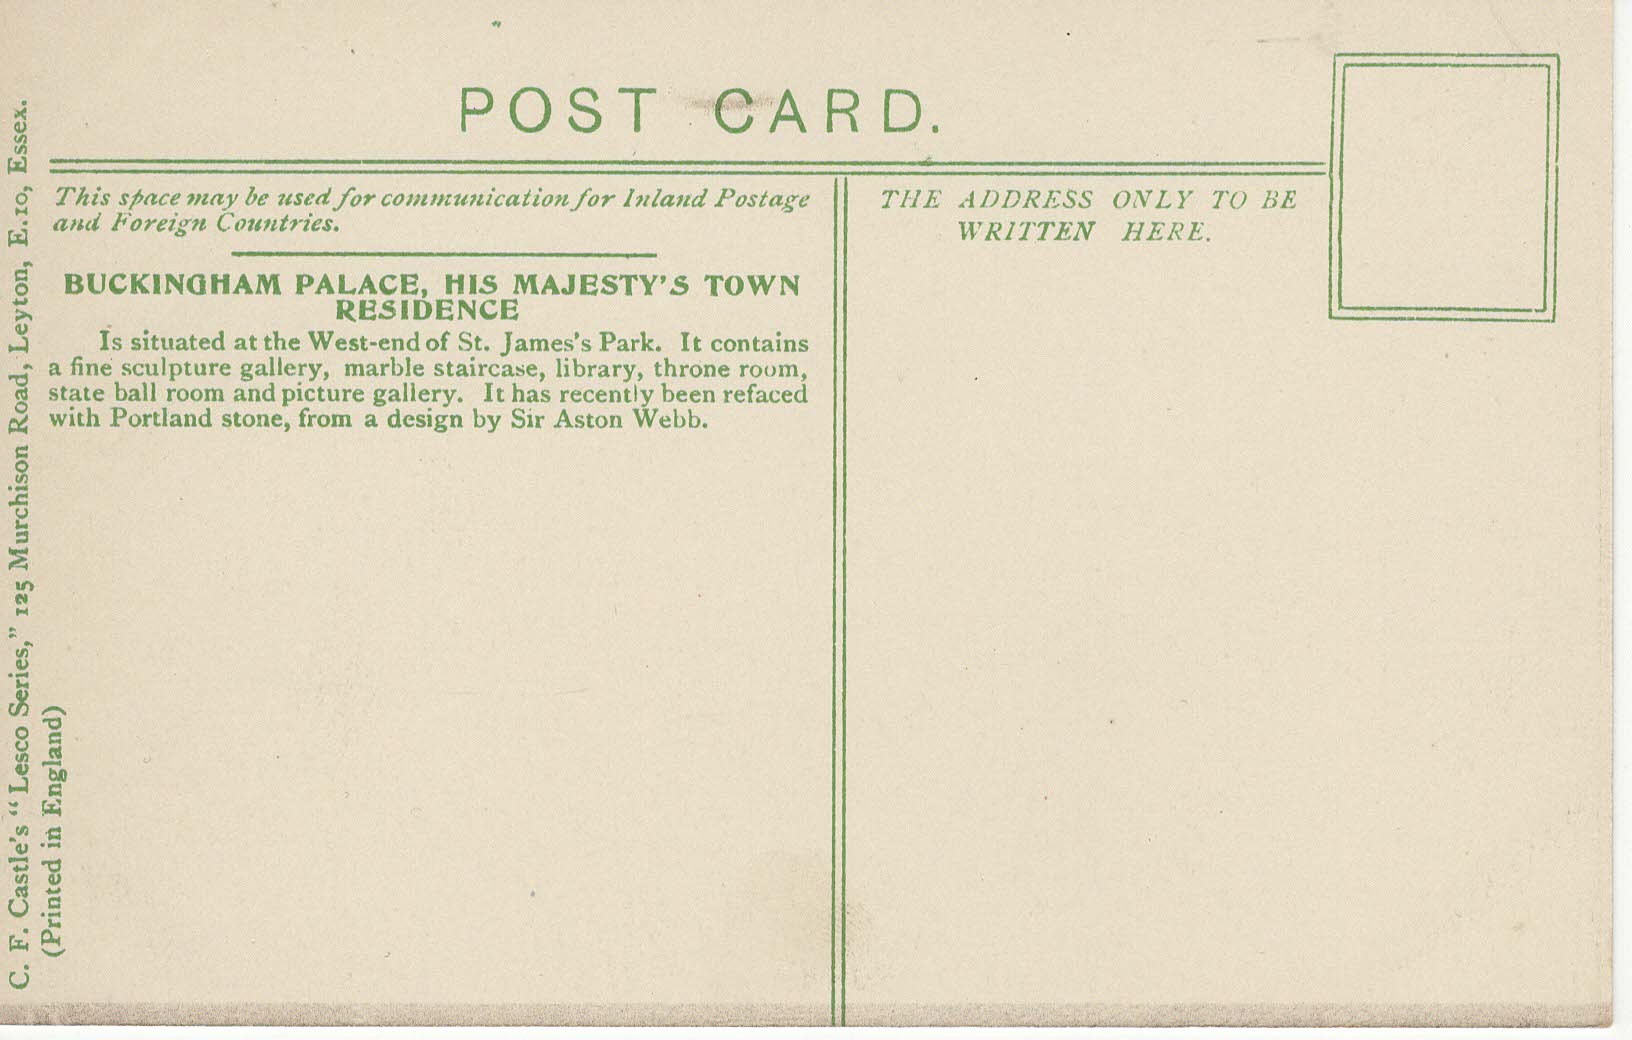 POST CARD.
This space may be used for communication for Inland Postage
and Foreign Countries.
THE ADDRESS ONLY TO BE
WRITTEN HERE.
BUCKINGHAM PALACE, HIS MAJESTY'S TOWN
RESIDENCE
Is situated at the West-end of St. James's Park. It contains
a fine sculpture gallery, marble staircase, library, throne room,
state ball room and picture gallery. It has recently been refaced
with Portland stone, from a design by Sir Aston Webb.
C. F. Castle's "Lesco Series," 125 Murchison Road, Leyton, E.10, Essex.
(Printed in England)